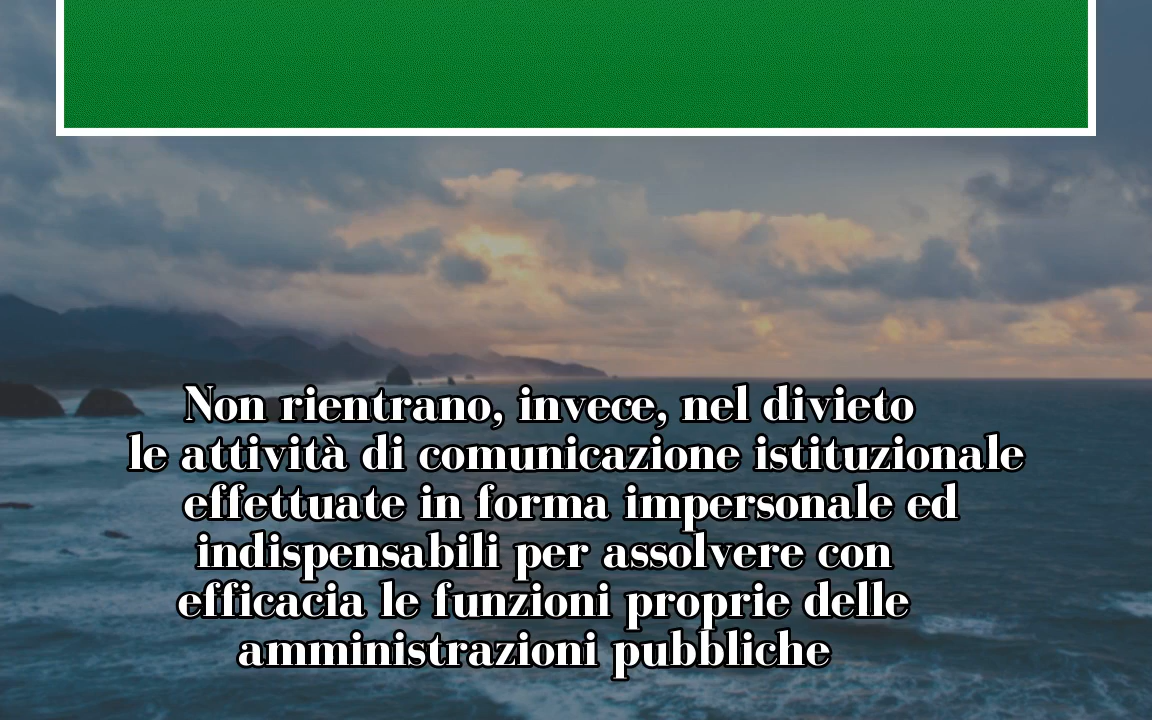 Non rientrano, invece, nel divieto
le attività di comunicazione istituzionale
effettuate in forma impersonale ed
indispensabili per assolvere con
efficacia le funzioni proprie delle
amministrazioni pubbliche